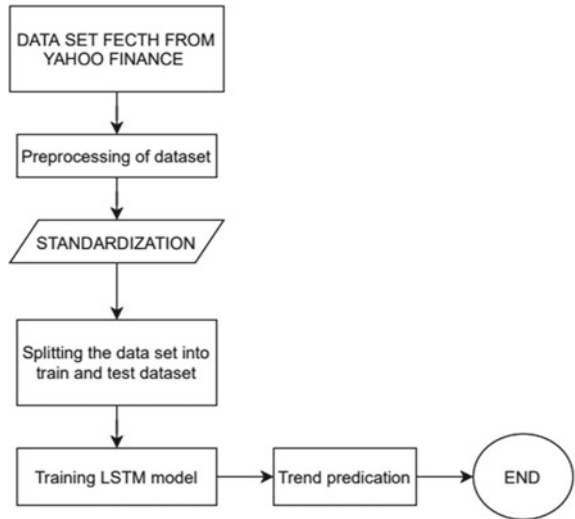 DATA SET FECTH FROM
YAHOO FINANCE
Preprocessing of dataset
STANDARDIZATION
Splitting the data set into
train and test dataset
Training LSTM model
Trend predication
END